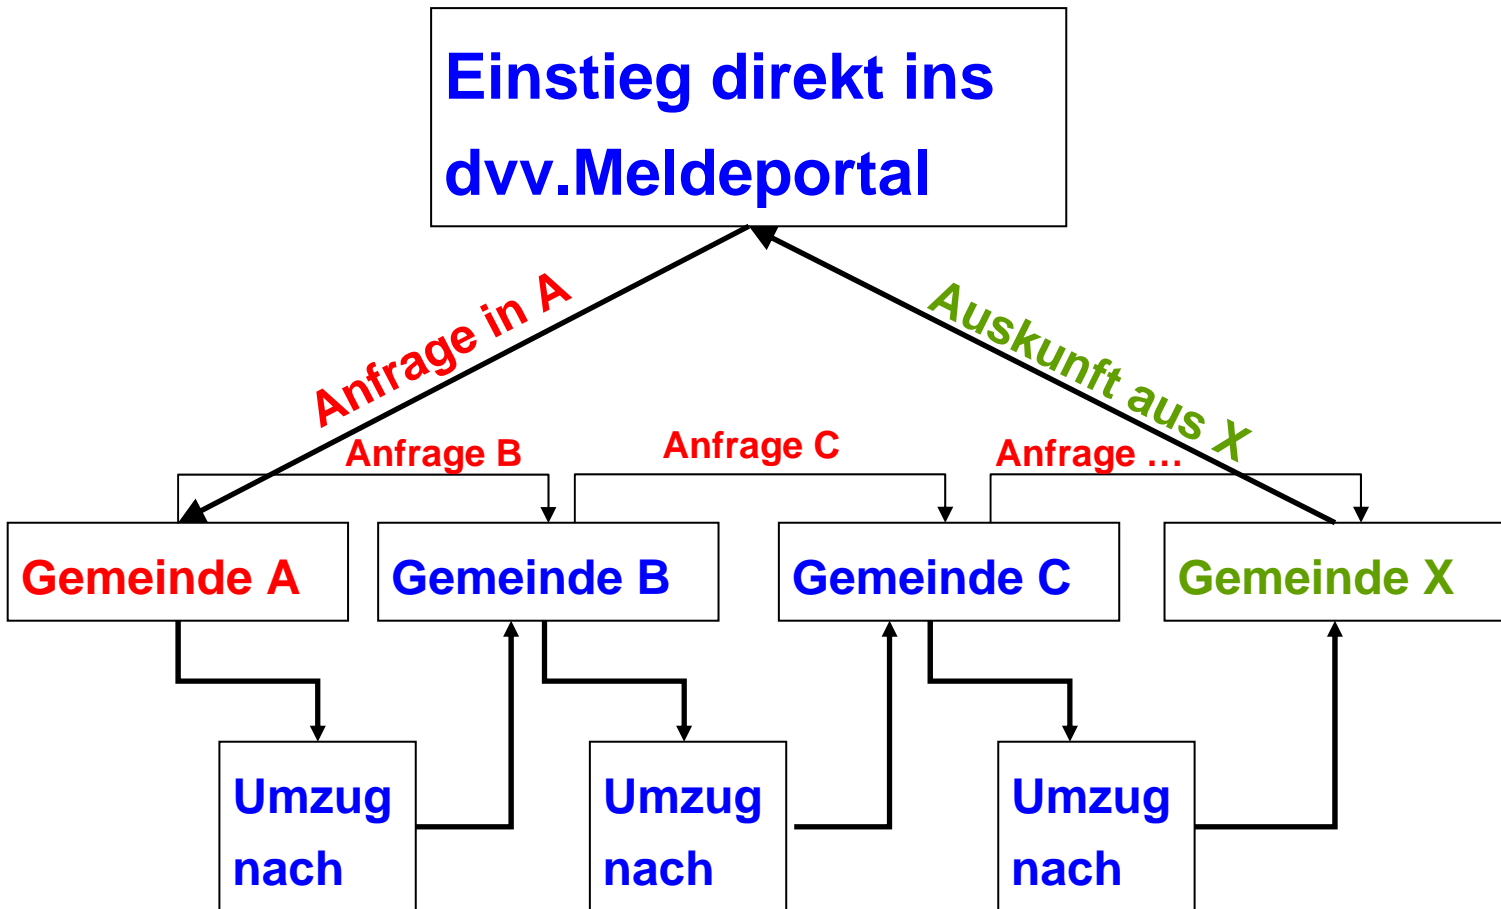 Einstieg direkt ins
dvv.Meldeportal
Anfrage in A
Auskunft aus X
Anfrage B
Anfrage C
Anfrage …
Gemeinde A
Gemeinde B
Gemeinde C
Gemeinde X
Umzug
nach
Umzug
nach
Umzug
nach